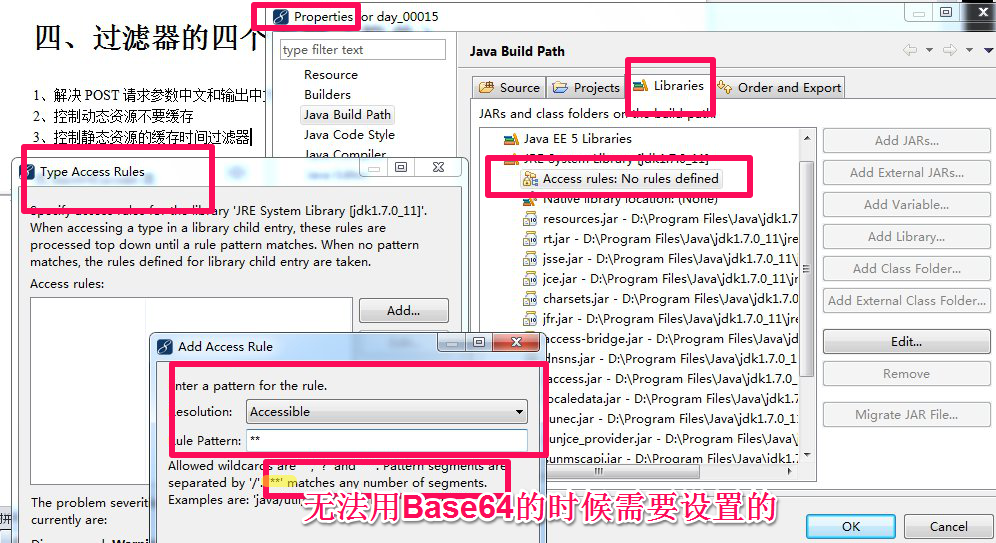 Properties for day_00015
四、过滤器的四个
1、解决 POST 请求参数中文和输出中
2、控制动态资源不要缓存
3、控制静态资源的缓存时间过滤器
type filter text
Resource
Builders
Java Build Path
Java Code Style
Java Compiler
Java Build Path
Source
Projects
Libraries
Order and Export
JARs and class folders on the build path:
Java EE 5 Libraries
JRE System Library [jdk1.7.0_11]
Access rules: No rules defined
Native library location: (None)
resources.jar - D:\Program Files\Java\jdk1.7.0_11\jre
rt.jar - D:\Program Files\Java\jdk1.7.0_11\jre
jsse.jar - D:\Program Files\Java\jdk1.7.0_11\
jce.jar - D:\Program Files\Java\jdk1.7.0_11\
charsets.jar - D:\Program Files\Java\jdk1.7.0
jfr.jar - D:\Program Files\Java\jdk1.7.0_11\jre
access-bridge.jar - D:\Program Files\Java\
dnsns.jar - D:\Program Files\Java\jdk1.7.0_
access.jar - D:\Program Files\Java\jdk1.7.0
localedata.jar - D:\Program Files\Java\jdk1
sunec.jar - D:\Program Files\Java\jdk1.7.0_
sunjce_provider.jar - D:\Program Files\Java
sunmscapi.jar - D:\Program Files\Java\jdk1
Add JARs...
Add External JARs...
Add Variable...
Add Library...
Add Class Folder...
Add External Class Folder...
Edit...
Remove
Migrate JAR File...
OK
Cancel
Type Access Rules
Specify access rules for the library 'JRE System Library [jdk1.7.0_11]'.
When accessing a type in a library child entry, these rules are
processed top down until a rule pattern matches. When no pattern
matches, the rules defined for library child entry are taken.
Access rules:
Add...
The problem severiti
currently are:
Add Access Rule
Enter a pattern for the rule.
Resolution:
Accessible
Rule Pattern:
**
Allowed wildcards are ', '?' and ' '. Pattern segments are
separated by '/'. '**' matches any number of segments.
Examples are: 'java/util
无法用Base64的时候需要设置的